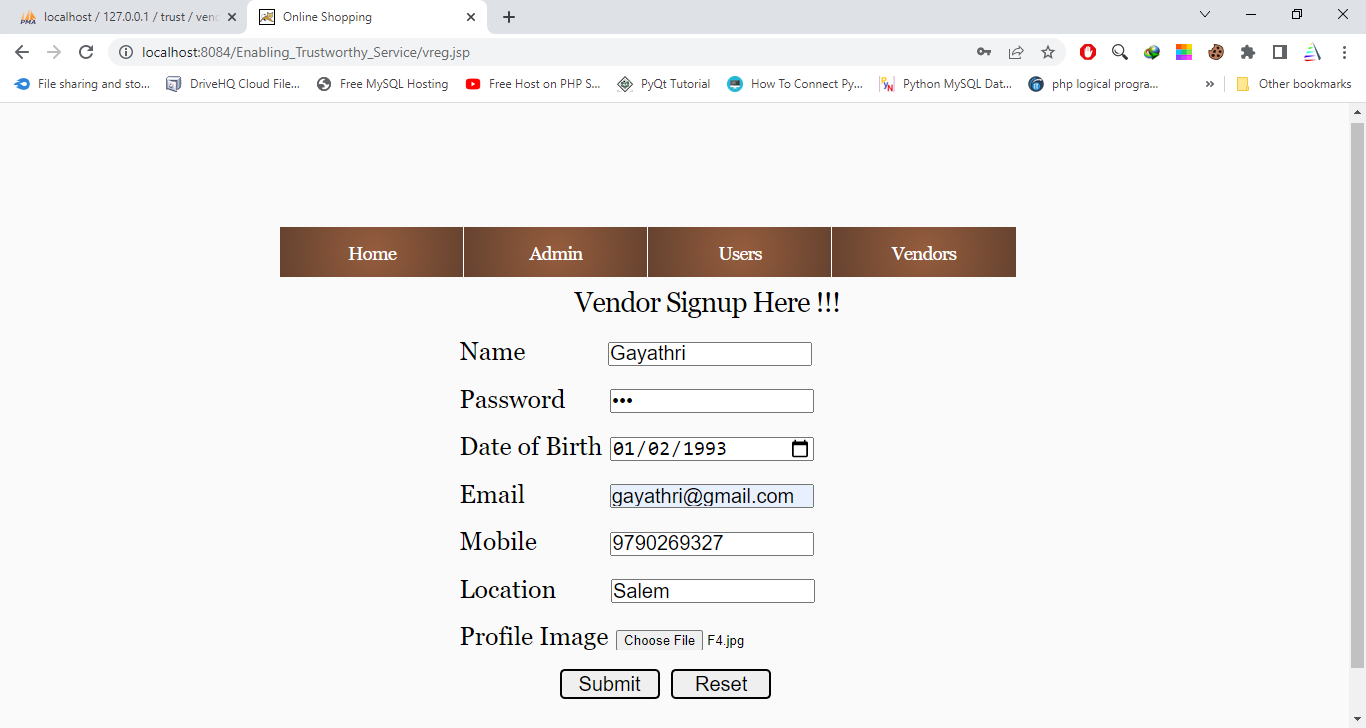 localhost / 127.0.0.1 / trust / ven
Online Shopping
localhost:8084/Enabling_Trustworthy_Service/vreg.jsp
File sharing and sto... DriveHQ Cloud File... Free MySQL Hosting Free Host on PHP S... PyQt Tutorial How To Connect Py... Python MySQL Dat... php logical progra... » Other bookmarks
Home Admin Users Vendors
Vendor Signup Here !!!
Name Gayathri
Password •••
Date of Birth 01/02/1993
Email gayathri@gmail.com
Mobile 9790269327
Location Salem
Profile Image Choose File F4.jpg
Submit Reset